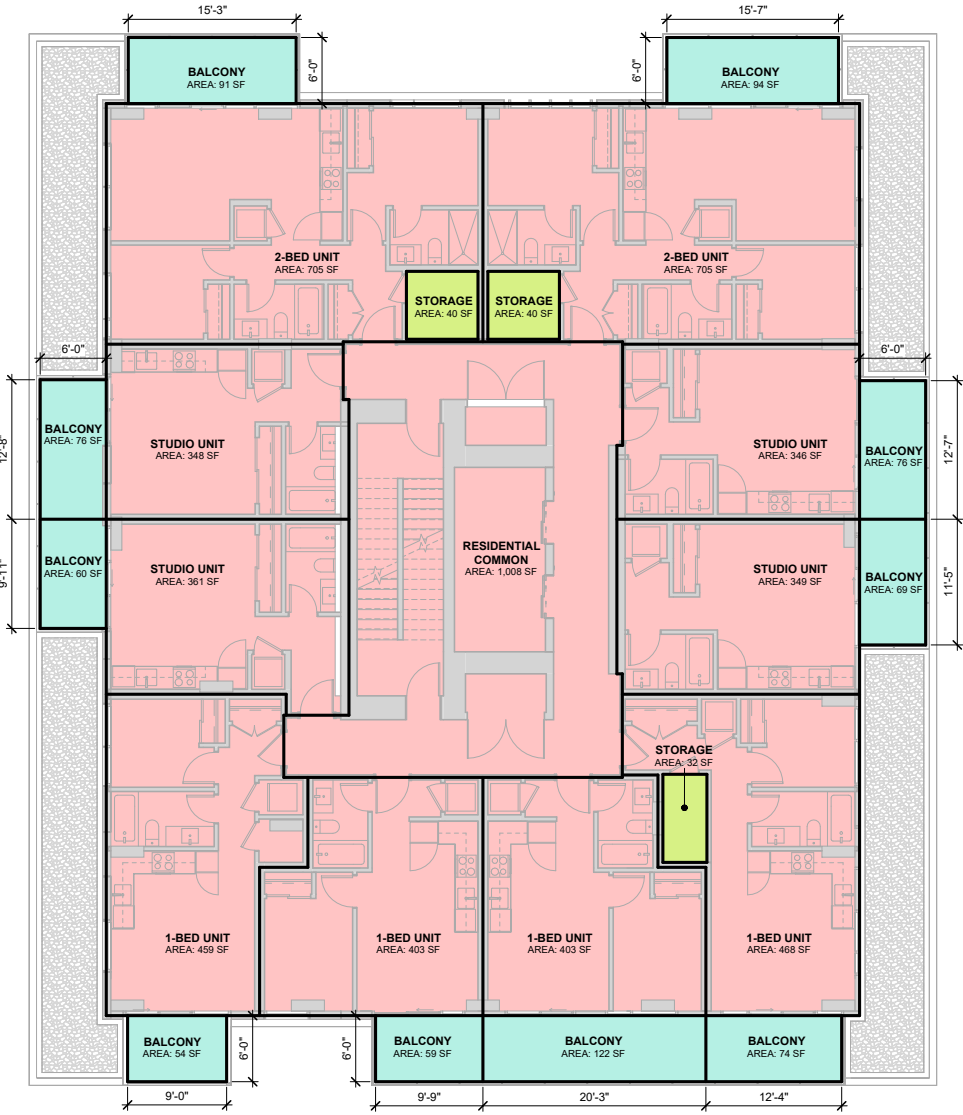 15'-3"
15'-7"
6'-0"
6'-0"
BALCONY
AREA: 91 SF
BALCONY
AREA: 94 SF
2-BED UNIT
AREA: 705 SF
2-BED UNIT
AREA: 705 SF
STORAGE
AREA: 40 SF
STORAGE
AREA: 40 SF
6'-0"
6'-0"
12'-8"
BALCONY
AREA: 76 SF
STUDIO UNIT
AREA: 348 SF
STUDIO UNIT
AREA: 346 SF
BALCONY
AREA: 76 SF
12'-7"
RESIDENTIAL
COMMON
AREA: 1,008 SF
9'-11"
BALCONY
AREA: 60 SF
STUDIO UNIT
AREA: 361 SF
STUDIO UNIT
AREA: 349 SF
BALCONY
AREA: 69 SF
11'-5"
STORAGE
AREA: 32 SF
1-BED UNIT
AREA: 459 SF
1-BED UNIT
AREA: 403 SF
1-BED UNIT
AREA: 403 SF
1-BED UNIT
AREA: 468 SF
BALCONY
AREA: 54 SF
6'-0"
6'-0"
BALCONY
AREA: 59 SF
BALCONY
AREA: 122 SF
BALCONY
AREA: 74 SF
9'-0"
9'-9"
20'-3"
12'-4"